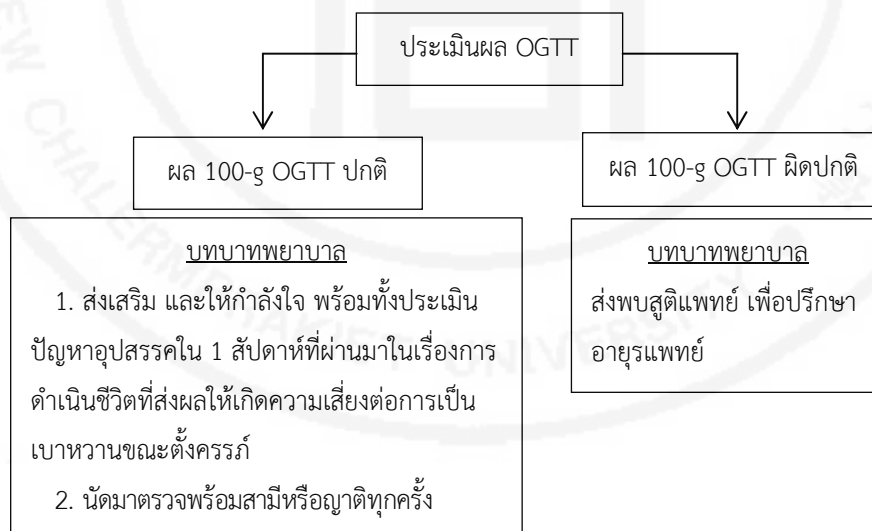 ประเมินผล OGTT
ผล 100-g OGTT ปกติ
ผล 100-g OGTT ผิดปกติ
บทบาทพยาบาล
1. ส่งเสริม และให้กำลังใจ พร้อมทั้งประเมิน
ปัญหาอุปสรรคใน 1 สัปดาห์ที่ผ่านมาในเรื่องการ
ดำเนินชีวิตที่ส่งผลให้เกิดความเสี่ยงต่อการเป็น
เบาหวานขณะตั้งครรภ์
2. นัดมาตรวจพร้อมสามีหรือญาติทุกครั้ง
บทบาทพยาบาล
ส่งพบสูติแพทย์ เพื่อปรึกษา
อายุรแพทย์